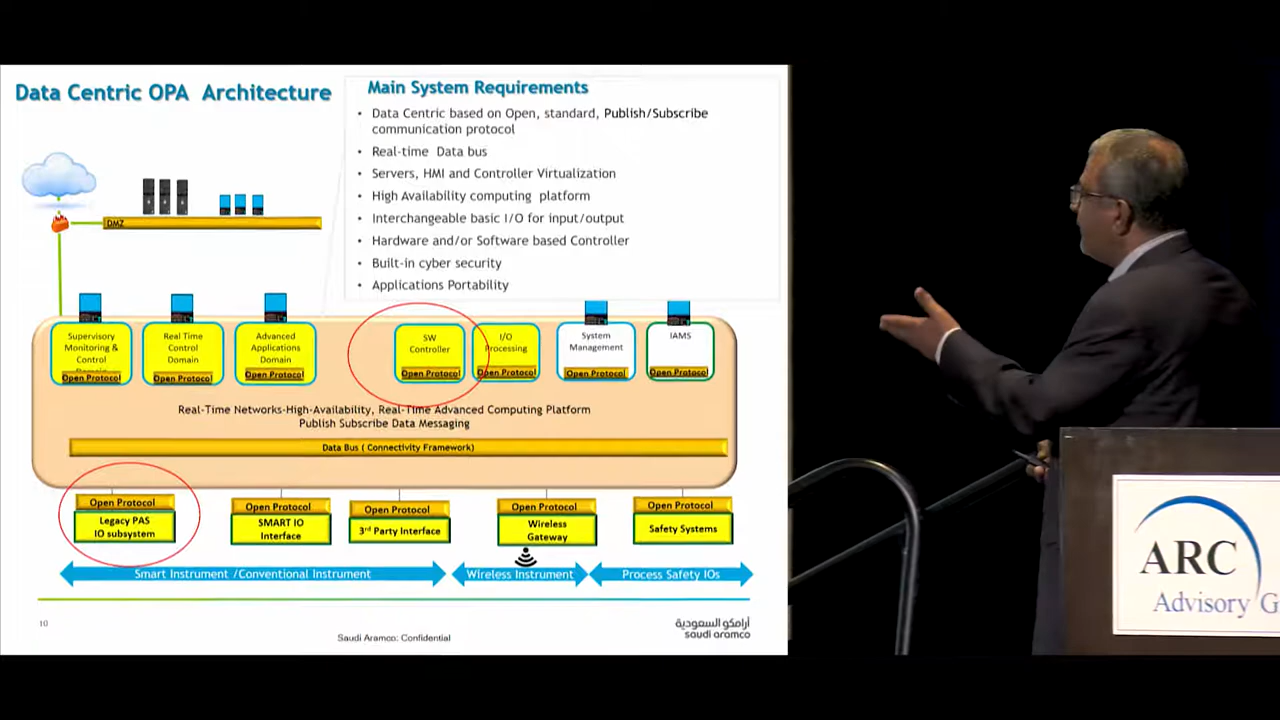 Data Centric OPA Architecture
Main System Requirements
• Data Centric based on Open, standard, Publish/Subscribe
communication protocol
• Real-time Data bus
• Servers, HMI and Controller Virtualization
• High Availability computing platform
• Interchangeable basic I/O for input/output
• Hardware and/or Software based Controller
• Built-in cyber security
• Applications Portability
DMZ
Supervisory
Monitoring &
Control
Open Protocol
Real Time
Control
Domain
Open Protocol
Advanced
Applications
Domain
Open Protocol
SW
Controller
Open Protocol
I/O
Processing
Open Protocol
System
Management
Open Protocol
IAMS
Open Protocol
Real-Time Networks-High-Availability, Real-Time Advanced Computing Platform
Publish Subscribe Data Messaging
Data Bus ( Connectivity Framework)
Open Protocol
Legacy PAS
IO subsystem
Open Protocol
SMART IO
Interface
Open Protocol
3rd Party Interface
Open Protocol
Wireless
Gateway
Open Protocol
Safety Systems
Smart Instrument /Conventional Instrument
Wireless Instrument
Process Safety IOs
10
Saudi Aramco: Confidential
أرامكو السعودية
saudi aramco
ARC
Advisory G